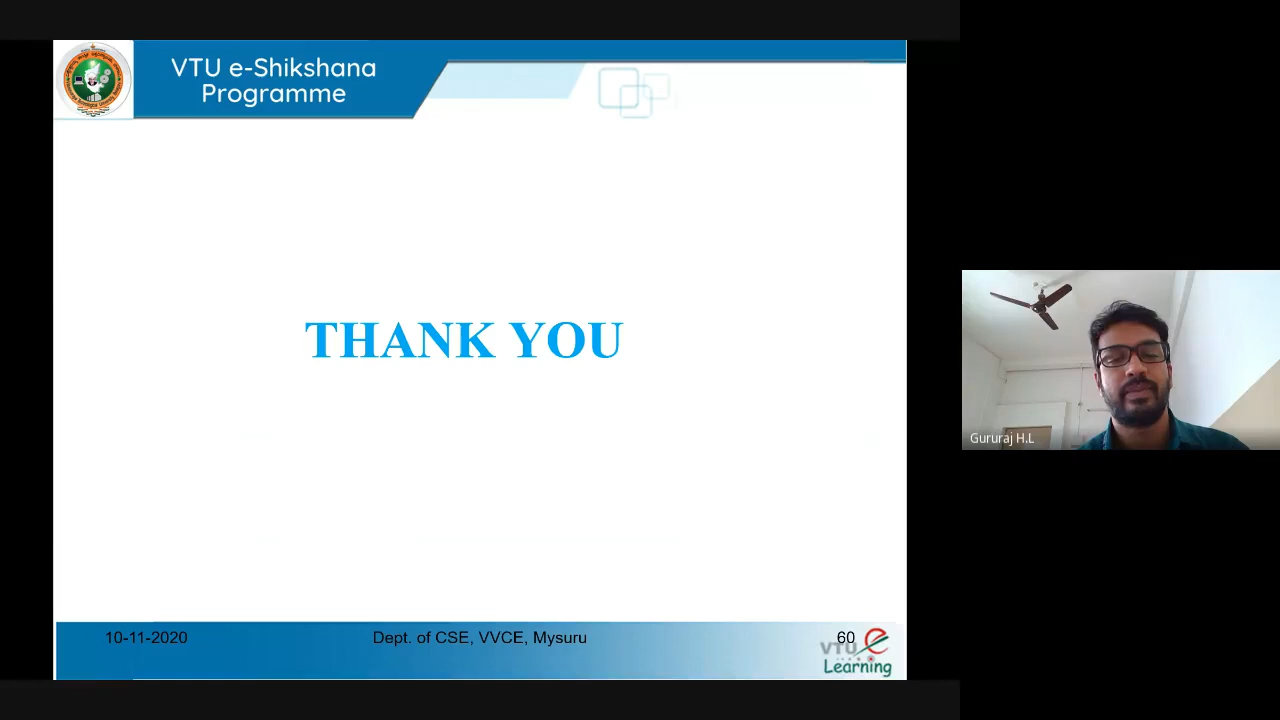 VTU e-Shikshana
Programme
THANK YOU
Gururaj H.L
10-11-2020
Dept. of CSE, VVCE, Mysuru
60
VTU e
Learning